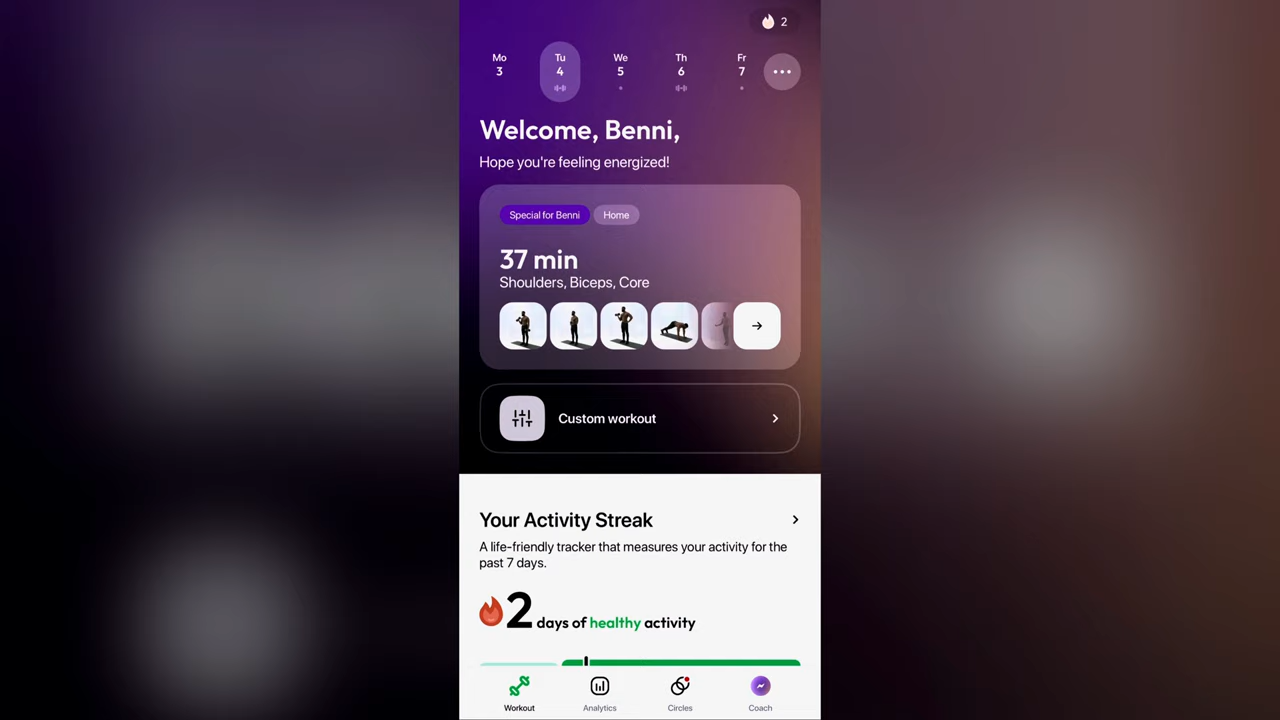 2
Mo Tu We Th Fr
3 4 5 6 7
Welcome, Benni,
Hope you're feeling energized!
Special for Benni Home
37 min
Shoulders, Biceps, Core
Custom workout
Your Activity Streak
A life-friendly tracker that measures your activity for the
past 7 days.
2 days of healthy activity
Workout Analytics Circles Coach